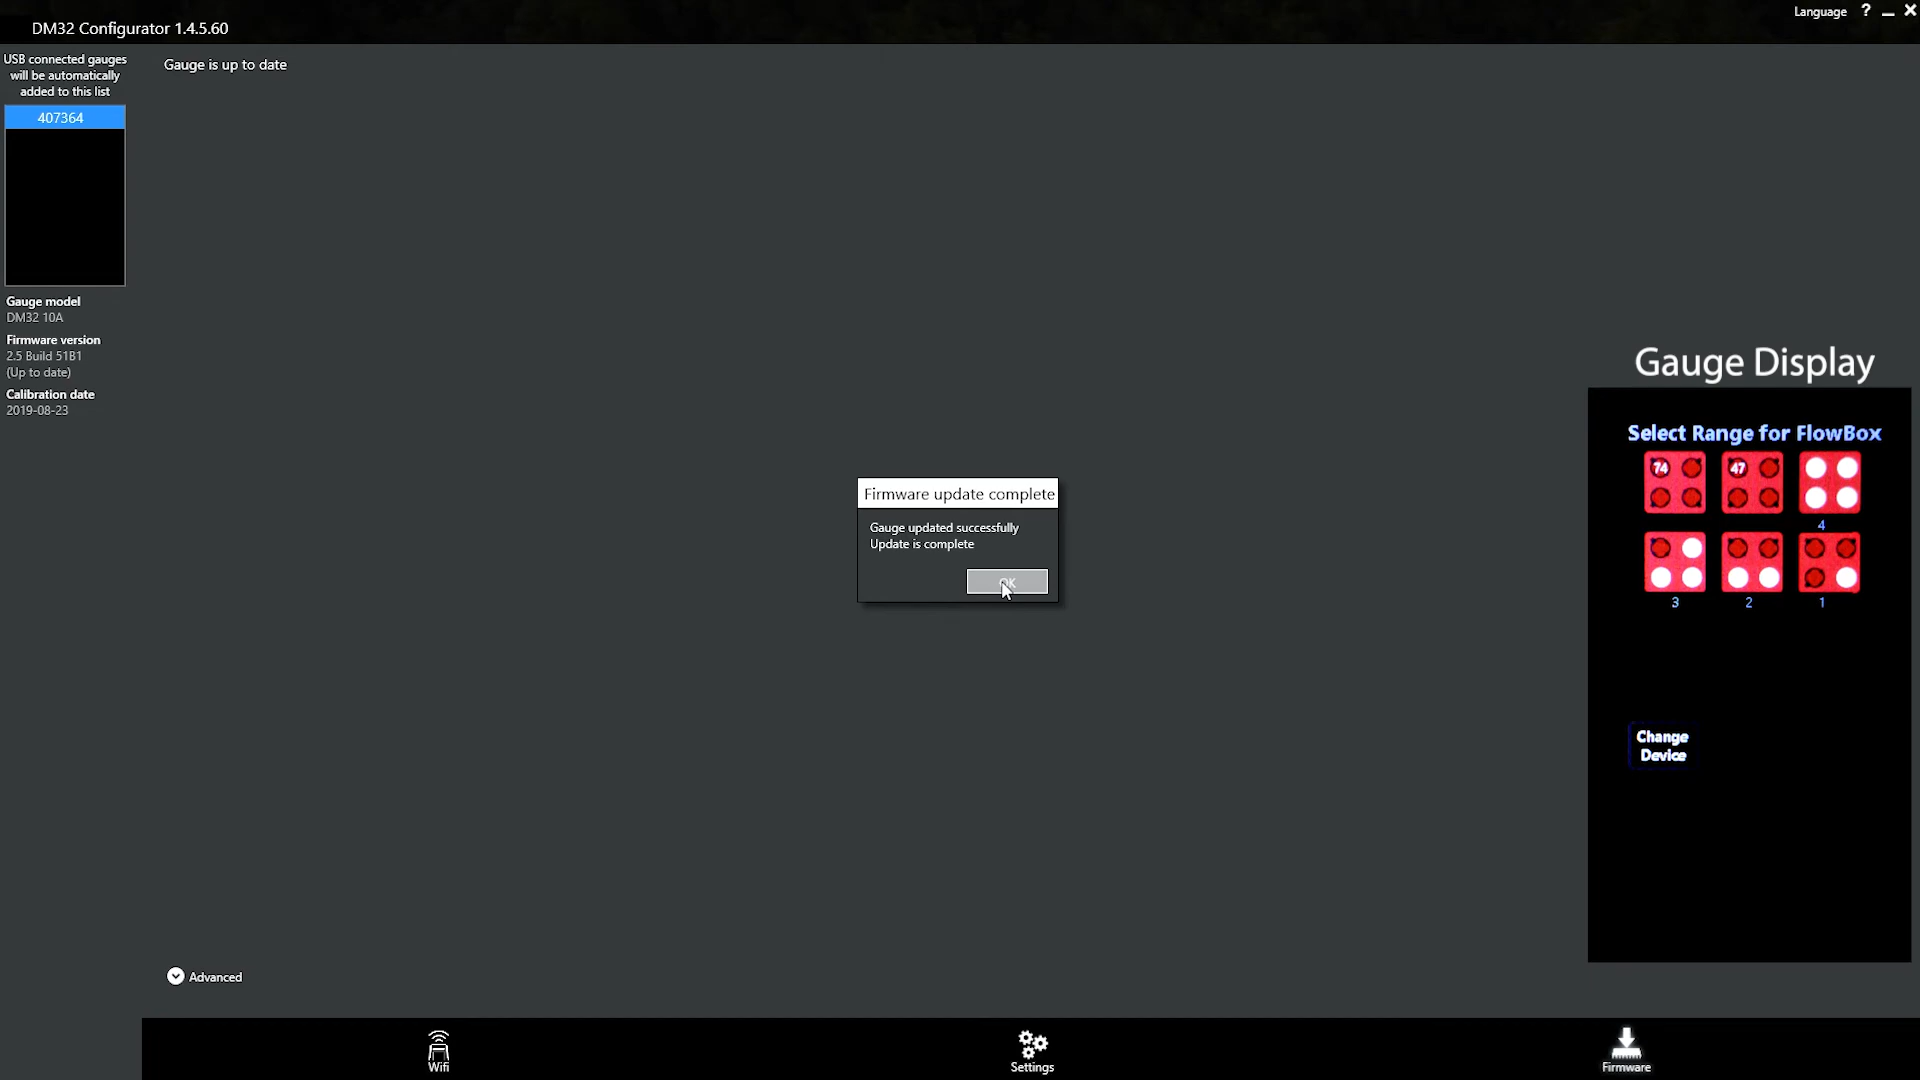 DM32 Configurator 1.4.5.60
Language ?
USB connected gauges
will be automatically
added to this list
407364
Gauge model
DM32 10A
Firmware version
2.5 Build 51B1
(Up to date)
Calibration date
2019-08-23
Gauge is up to date
Firmware update complete
Gauge updated successfully
Update is complete
OK
Gauge Display
Select Range for FlowBox
74 47
4
3 2 1
Change
Device
Advanced
Wifi
Settings
Firmware